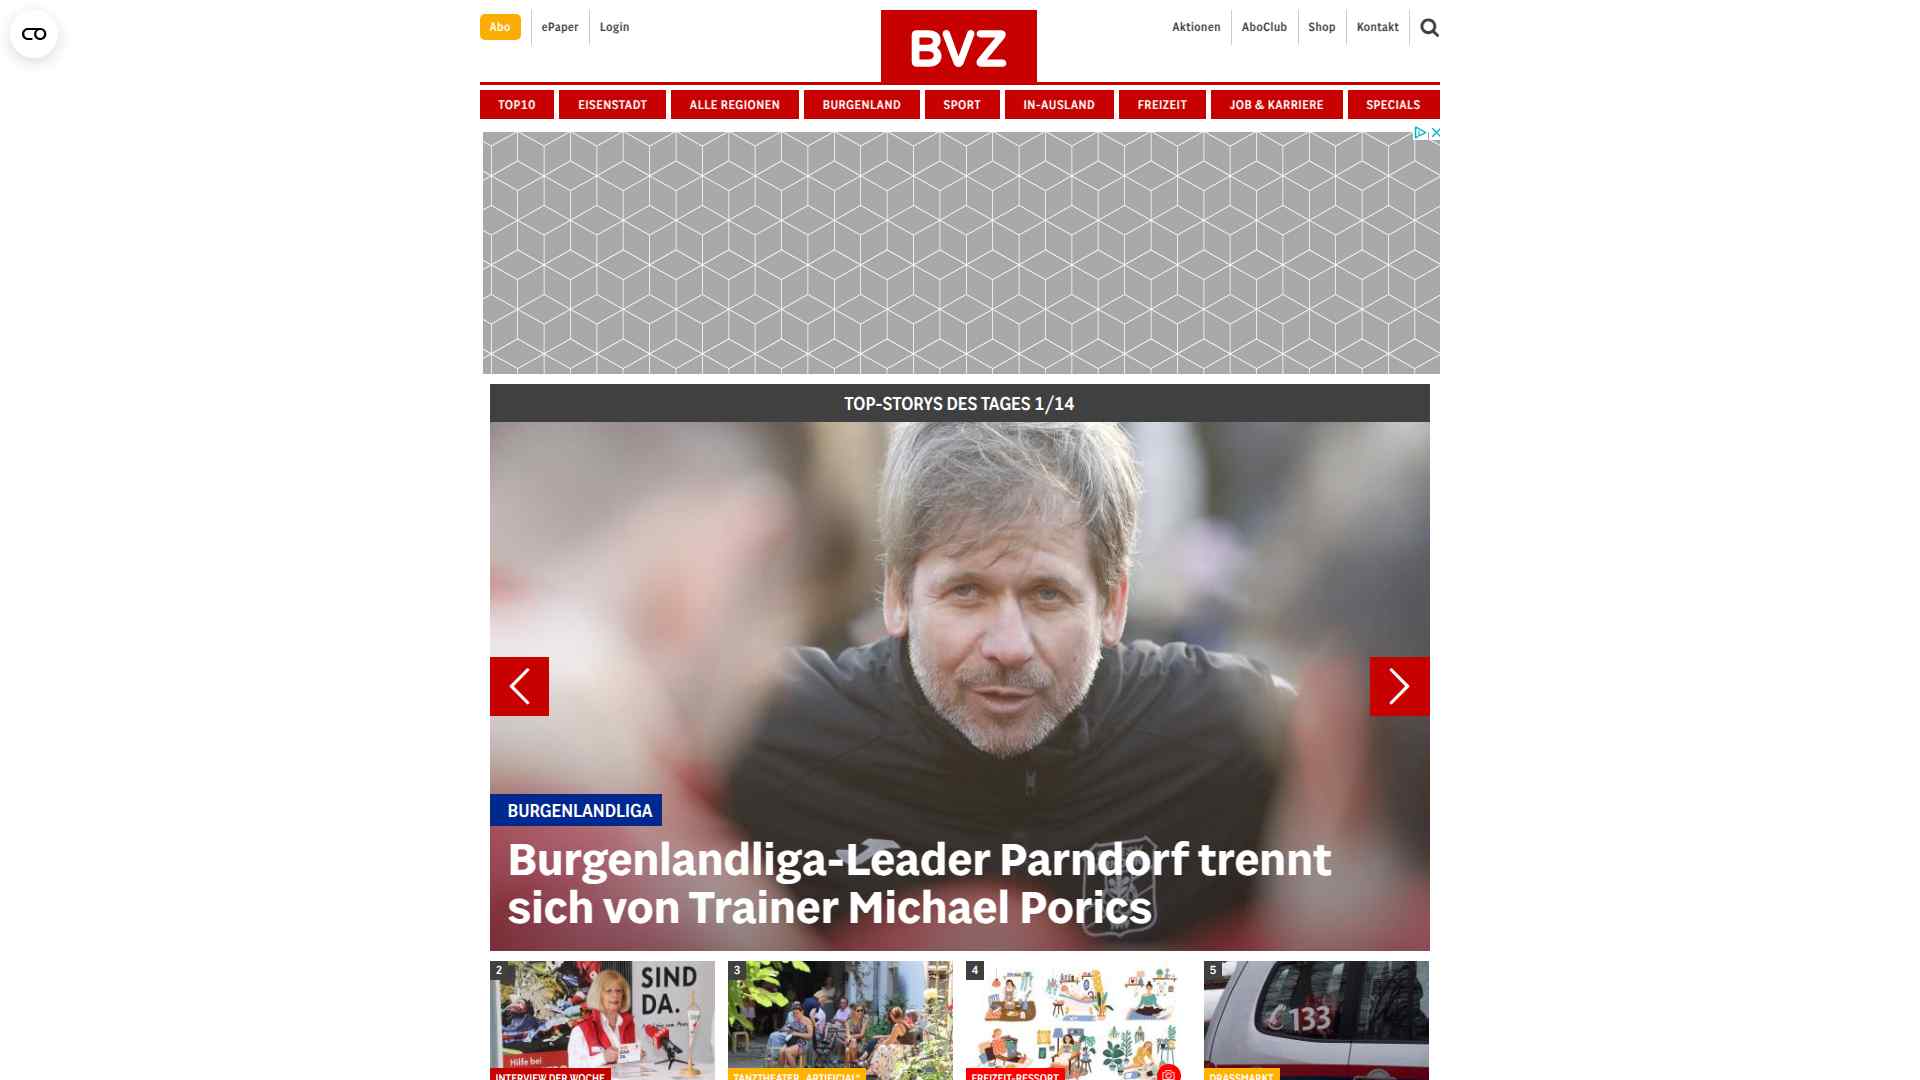 Abo
ePaper
Login
BVZ
Aktionen
AboClub
Shop
Kontakt
TOP10
EISENSTADT
ALLE REGIONEN
BURGENLAND
SPORT
IN-AUSLAND
FREIZEIT
JOB & KARRIERE
SPECIALS
TOP-STORYS DES TAGES 1/14
BURGENLANDLIGA
Burgenlandliga-Leader Parndorf trennt
sich von Trainer Michael Porics
2
SIND
DA.
Hilfe bei
INTERVIEW DER WOCHE
3
TANZTHEATER „ARTIFICIAL“
4
FREIZEIT-RESSORT
5
133
DRASSMARKT